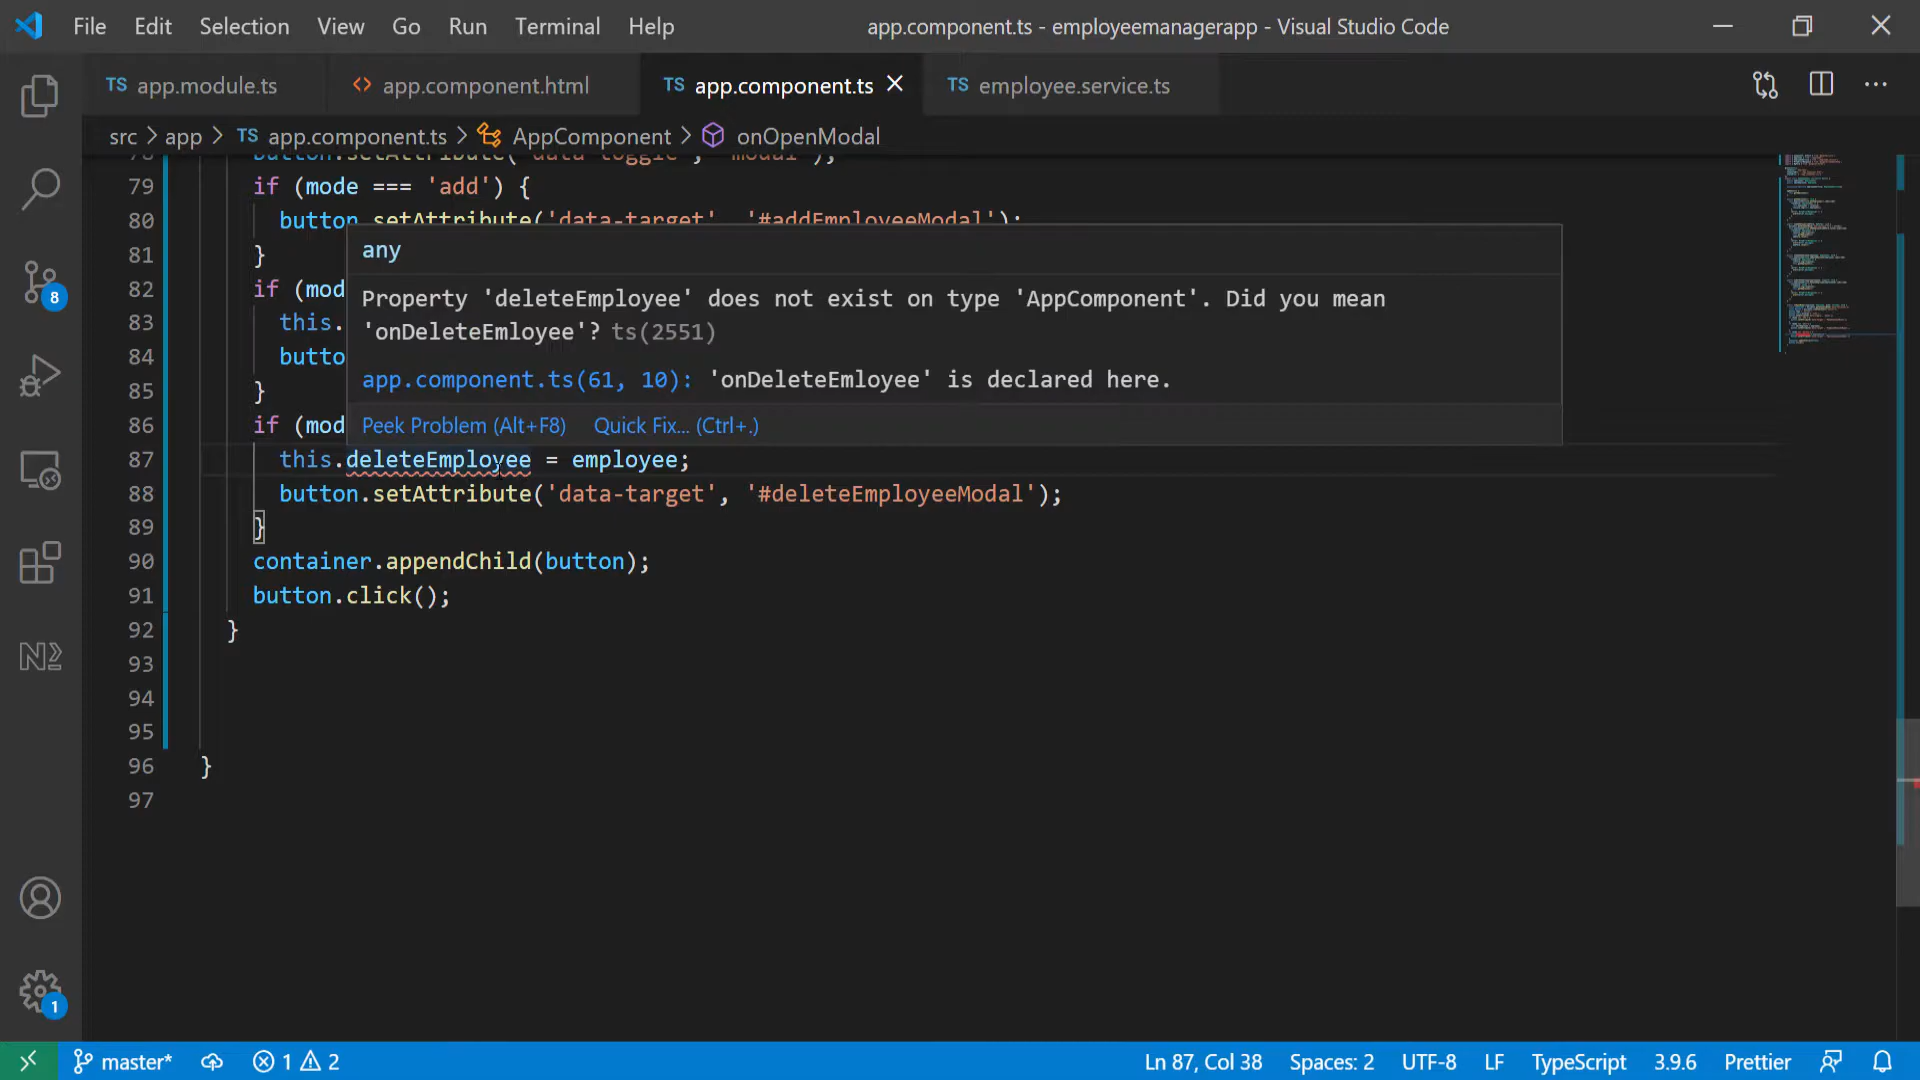 File Edit Selection View Go Run Terminal Help app.component.ts - employeemanagerapp - Visual Studio Code
TS app.module.ts <> app.component.html TS app.component.ts TS employee.service.ts
src > app > TS app.component.ts > AppComponent > onOpenModal
78 button.setAttribute('data-toggle', 'modal');
79 if (mode === 'add') {
80 button.setAttribute('data-target', '#addEmployeeModal');
81 }
82 if (mod
83 this.
84 butto
85 }
86 if (mod
any
Property 'deleteEmployee' does not exist on type 'AppComponent'. Did you mean
'onDeleteEmloyee'? ts(2551)
app.component.ts(61, 10): 'onDeleteEmloyee' is declared here.
Peek Problem (Alt+F8) Quick Fix... (Ctrl+.)
87 this.deleteEmployee = employee;
88 button.setAttribute('data-target', '#deleteEmployeeModal');
89 }
90 container.appendChild(button);
91 button.click();
92 }
93
94
95
96 }
97
8
1
master* 1 2 Ln 87, Col 38 Spaces: 2 UTF-8 LF TypeScript 3.9.6 Prettier